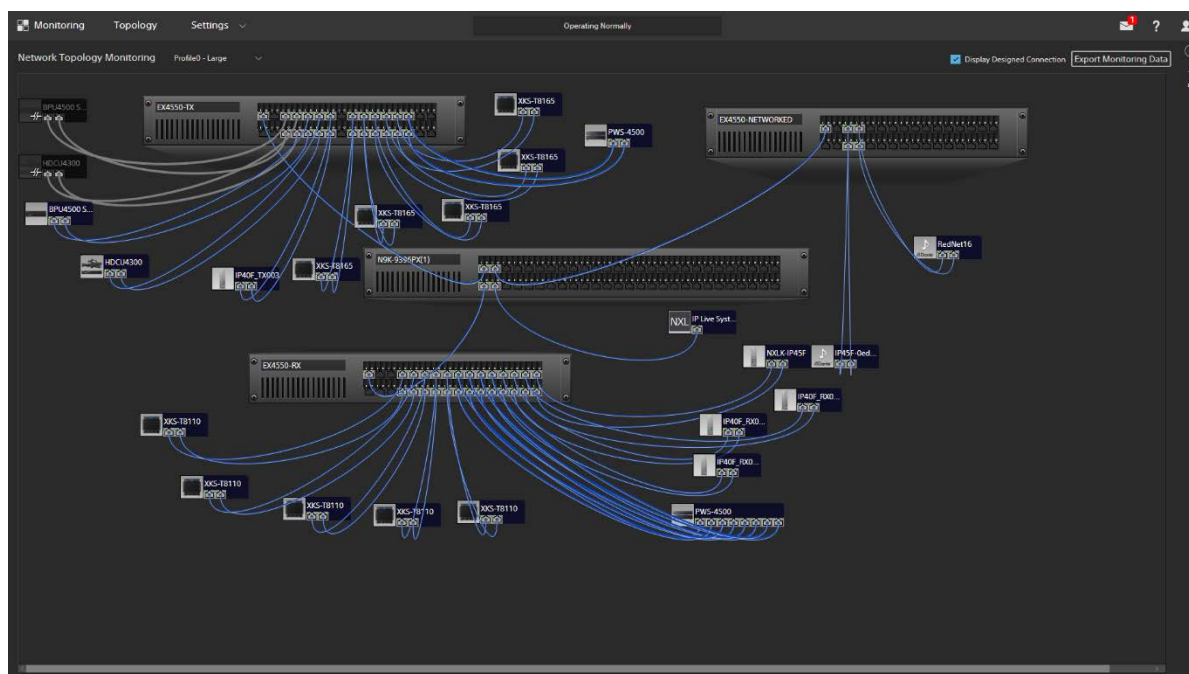 Monitoring Topology Settings Operating Normally 1 ?
Network Topology Monitoring Profile0 - Large Display Designed Connection Export Monitoring Data
BPU4500 S...
EX4550-TX
XKS-T8165
EX4550-NETWORKED
PWS-4500
HDCU4300
XKS-T8165
BPU4500 S...
XKS-T8165
XKS-T8165
RedNet16
HDCU4300
IP40F_TX003
XKS-T8165
N9K-9396PX(1)
NXL IP Live Syst...
EX4550-RX
NXLK-IP45F
IP45F-Ded...
IP40F_RX0...
XKS-T8110
IP40F_RX0...
IP40F_RX0...
XKS-T8110
XKS-T8110
XKS-T8110
XKS-T8110
PWS-4500